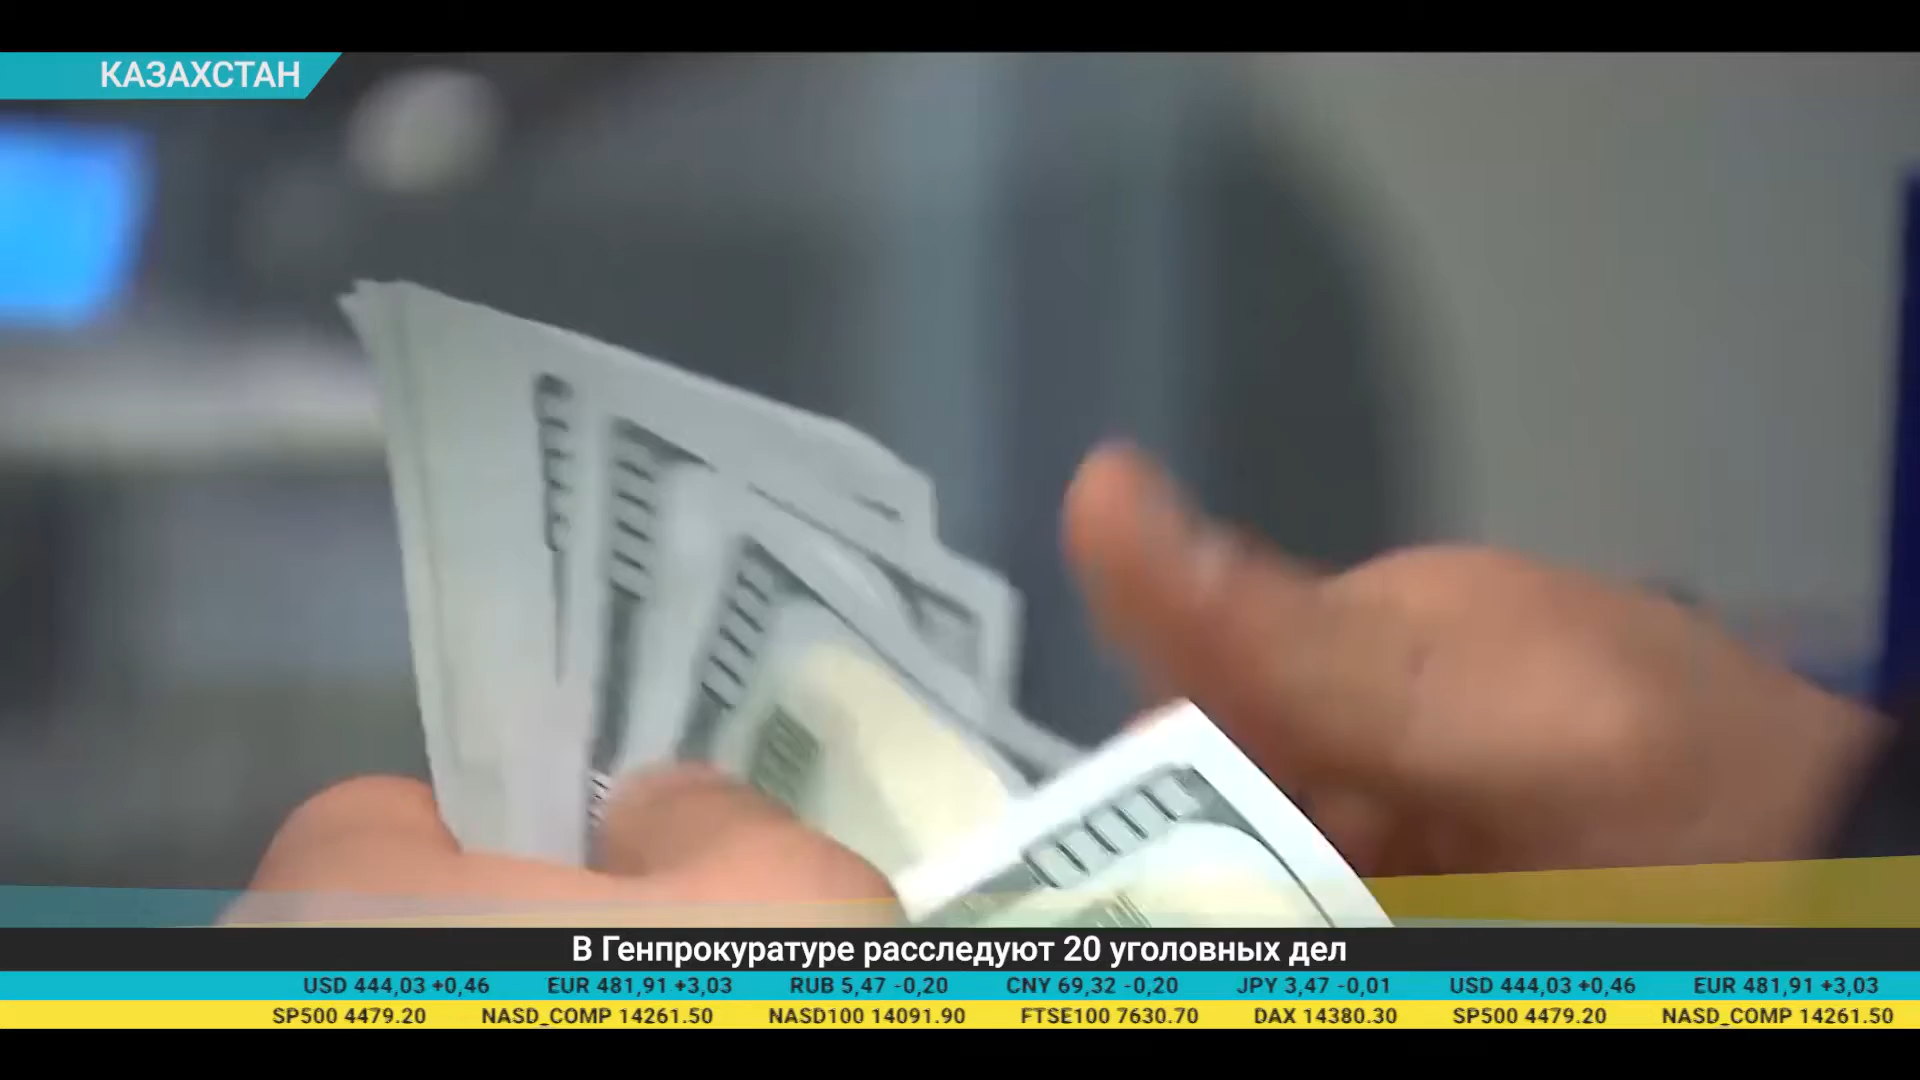 КАЗАХСТАН
В Генпрокуратуре расследуют 20 уголовных дел
USD 444,03 +0,46 EUR 481,91 +3,03 RUB 5,47 -0,20 CNY 69,32 -0,20 JPY 3,47 -0,01 USD 444,03 +0,46 EUR 481,91 +3,03
SP500 4479.20 NASD_COMP 14261.50 NASD100 14091.90 FTSE100 7630.70 DAX 14380.30 SP500 4479.20 NASD_COMP 14261.50